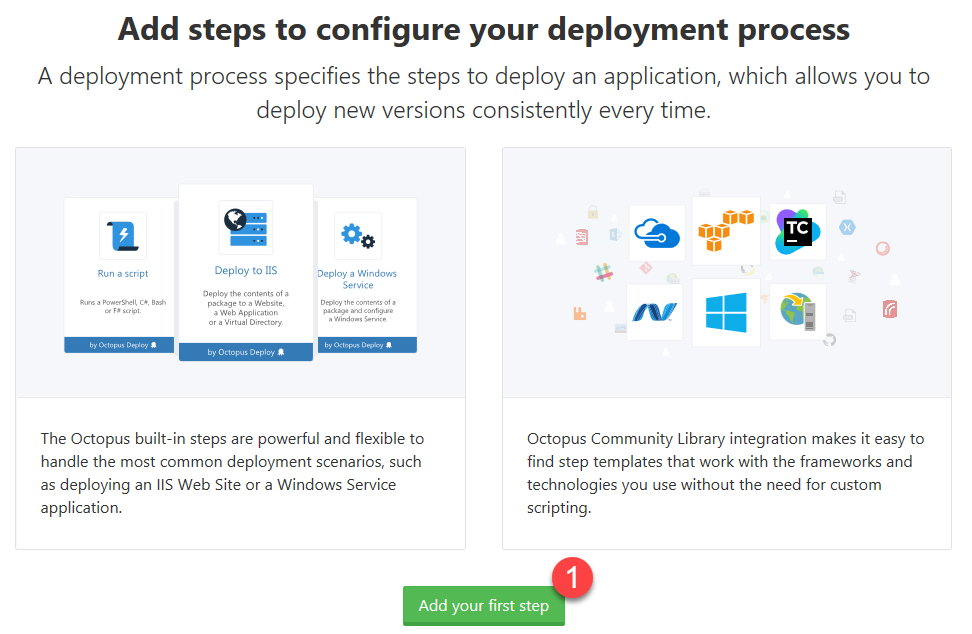 Add steps to configure your deployment process
A deployment process specifies the steps to deploy an application, which allows you to
deploy new versions consistently every time.
Run a script
Runs a PowerShell, C#, Bash
or F# script.
by Octopus Deploy
Deploy to IIS
Deploy the contents of a
package to a Website,
a Web Application
or a Virtual Directory.
by Octopus Deploy
Deploy a Windows
Service
Deploy the contents of a
package and configure
a Windows Service.
by Octopus Deploy
TC
The Octopus built-in steps are powerful and flexible to
handle the most common deployment scenarios, such
as deploying an IIS Web Site or a Windows Service
application.
Octopus Community Library integration makes it easy to
find step templates that work with the frameworks and
technologies you use without the need for custom
scripting.
1
Add your first step